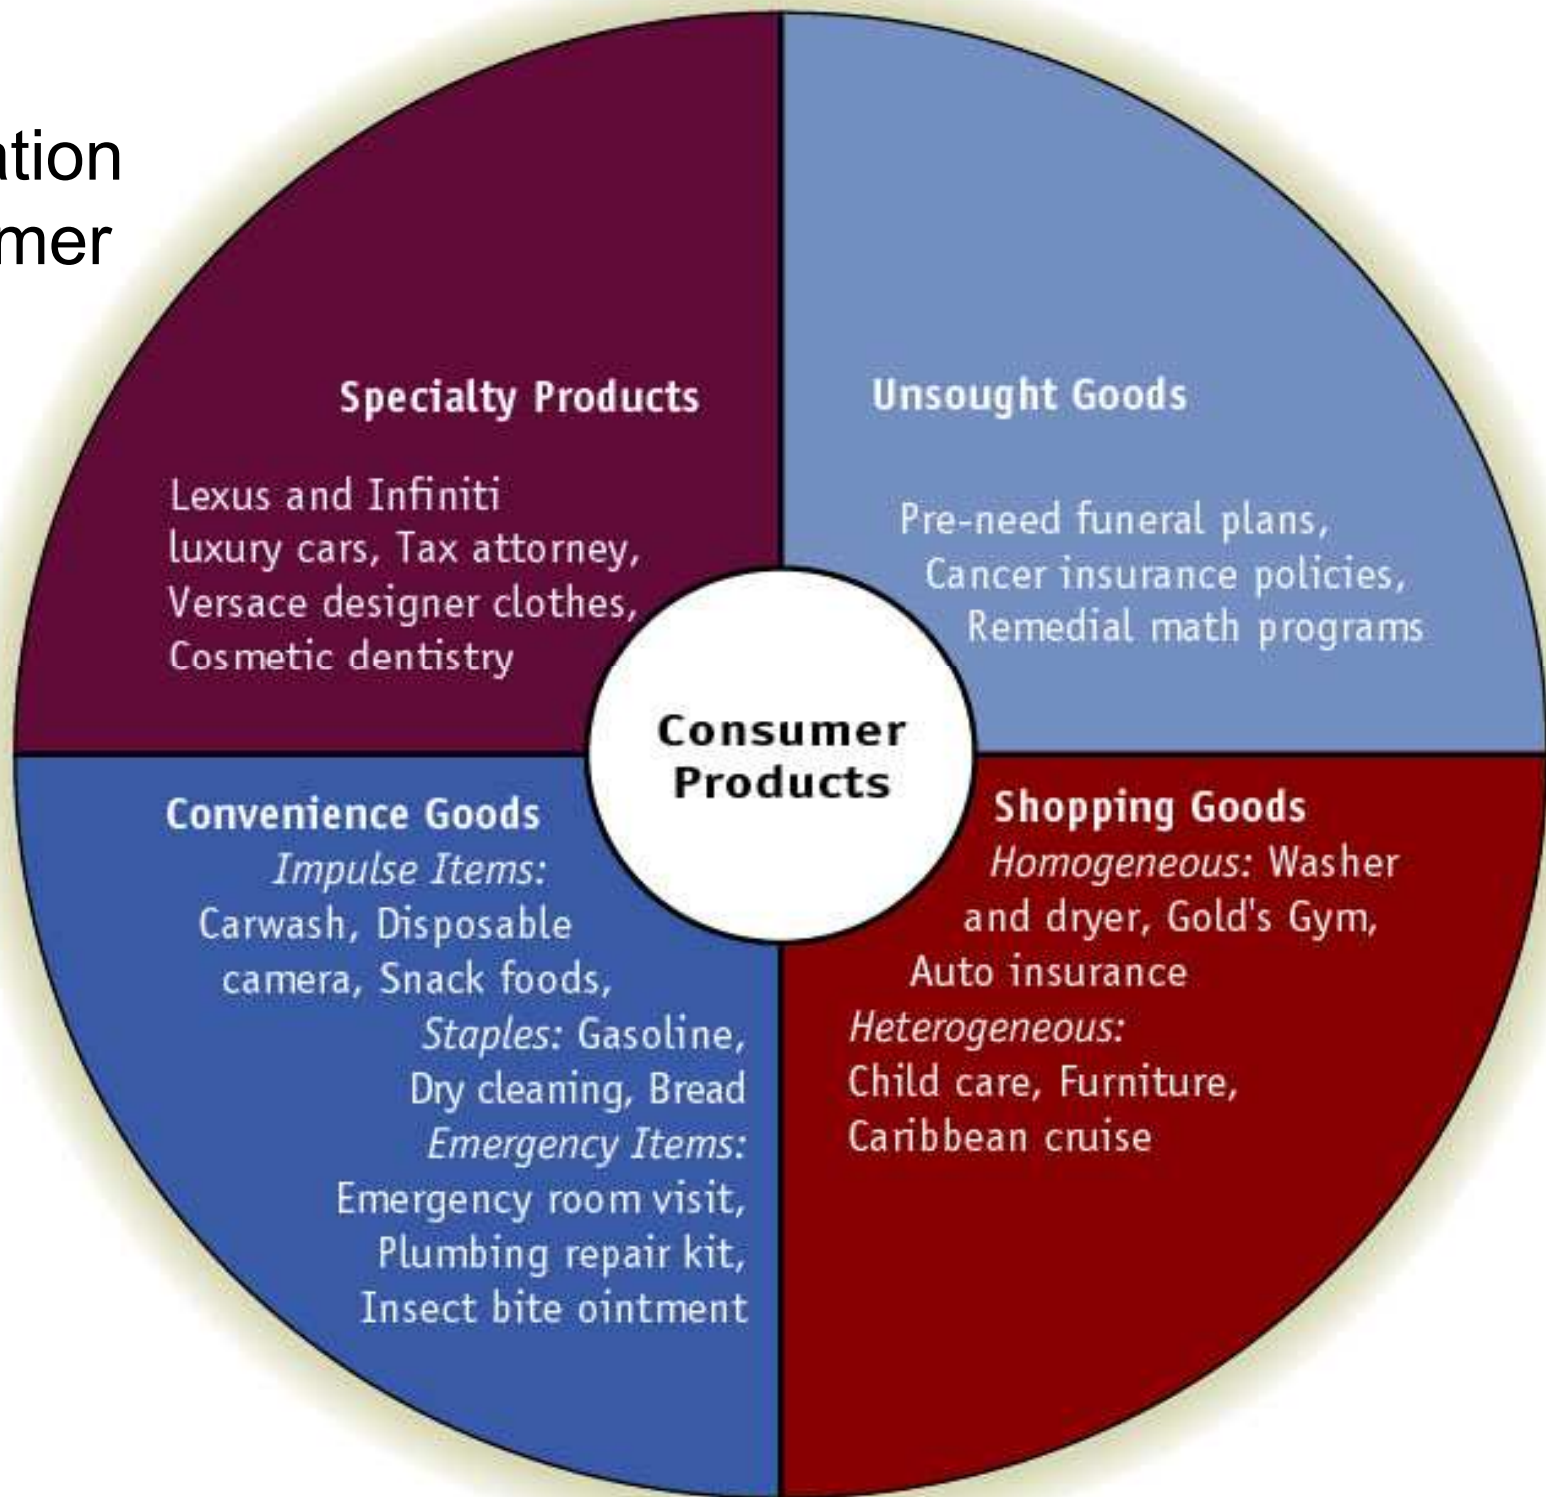 ation
mer
Specialty Products
Lexus and Infiniti
luxury cars, Tax attorney,
Versace designer clothes,
Cosmetic dentistry
Unsought Goods
Pre-need funeral plans,
Cancer insurance policies,
Remedial math programs
Consumer
Products
Convenience Goods
Impulse Items:
Carwash, Disposable
camera, Snack foods,
Staples: Gasoline,
Dry cleaning, Bread
Emergency Items:
Emergency room visit,
Plumbing repair kit,
Insect bite ointment
Shopping Goods
Homogeneous: Washer
and dryer, Gold's Gym,
Auto insurance
Heterogeneous:
Child care, Furniture,
Caribbean cruise